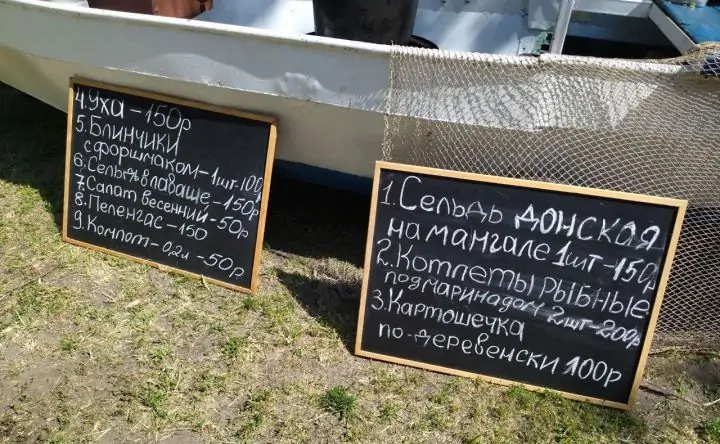 4. Уха - 150р
5. Блинчики
с форшмаком - 1шт-100
6. Сельдь в лаваше - 150р
7. Салат весенний - 50р
8. Пеленгас - 150
9. Компот - 0,2л - 50р
1. Сельдь донская
на мангале 1шт - 150р
2. Котлеты рыбные
под маринадом 2шт-200р
3. Картошечка
по-деревенски 100р